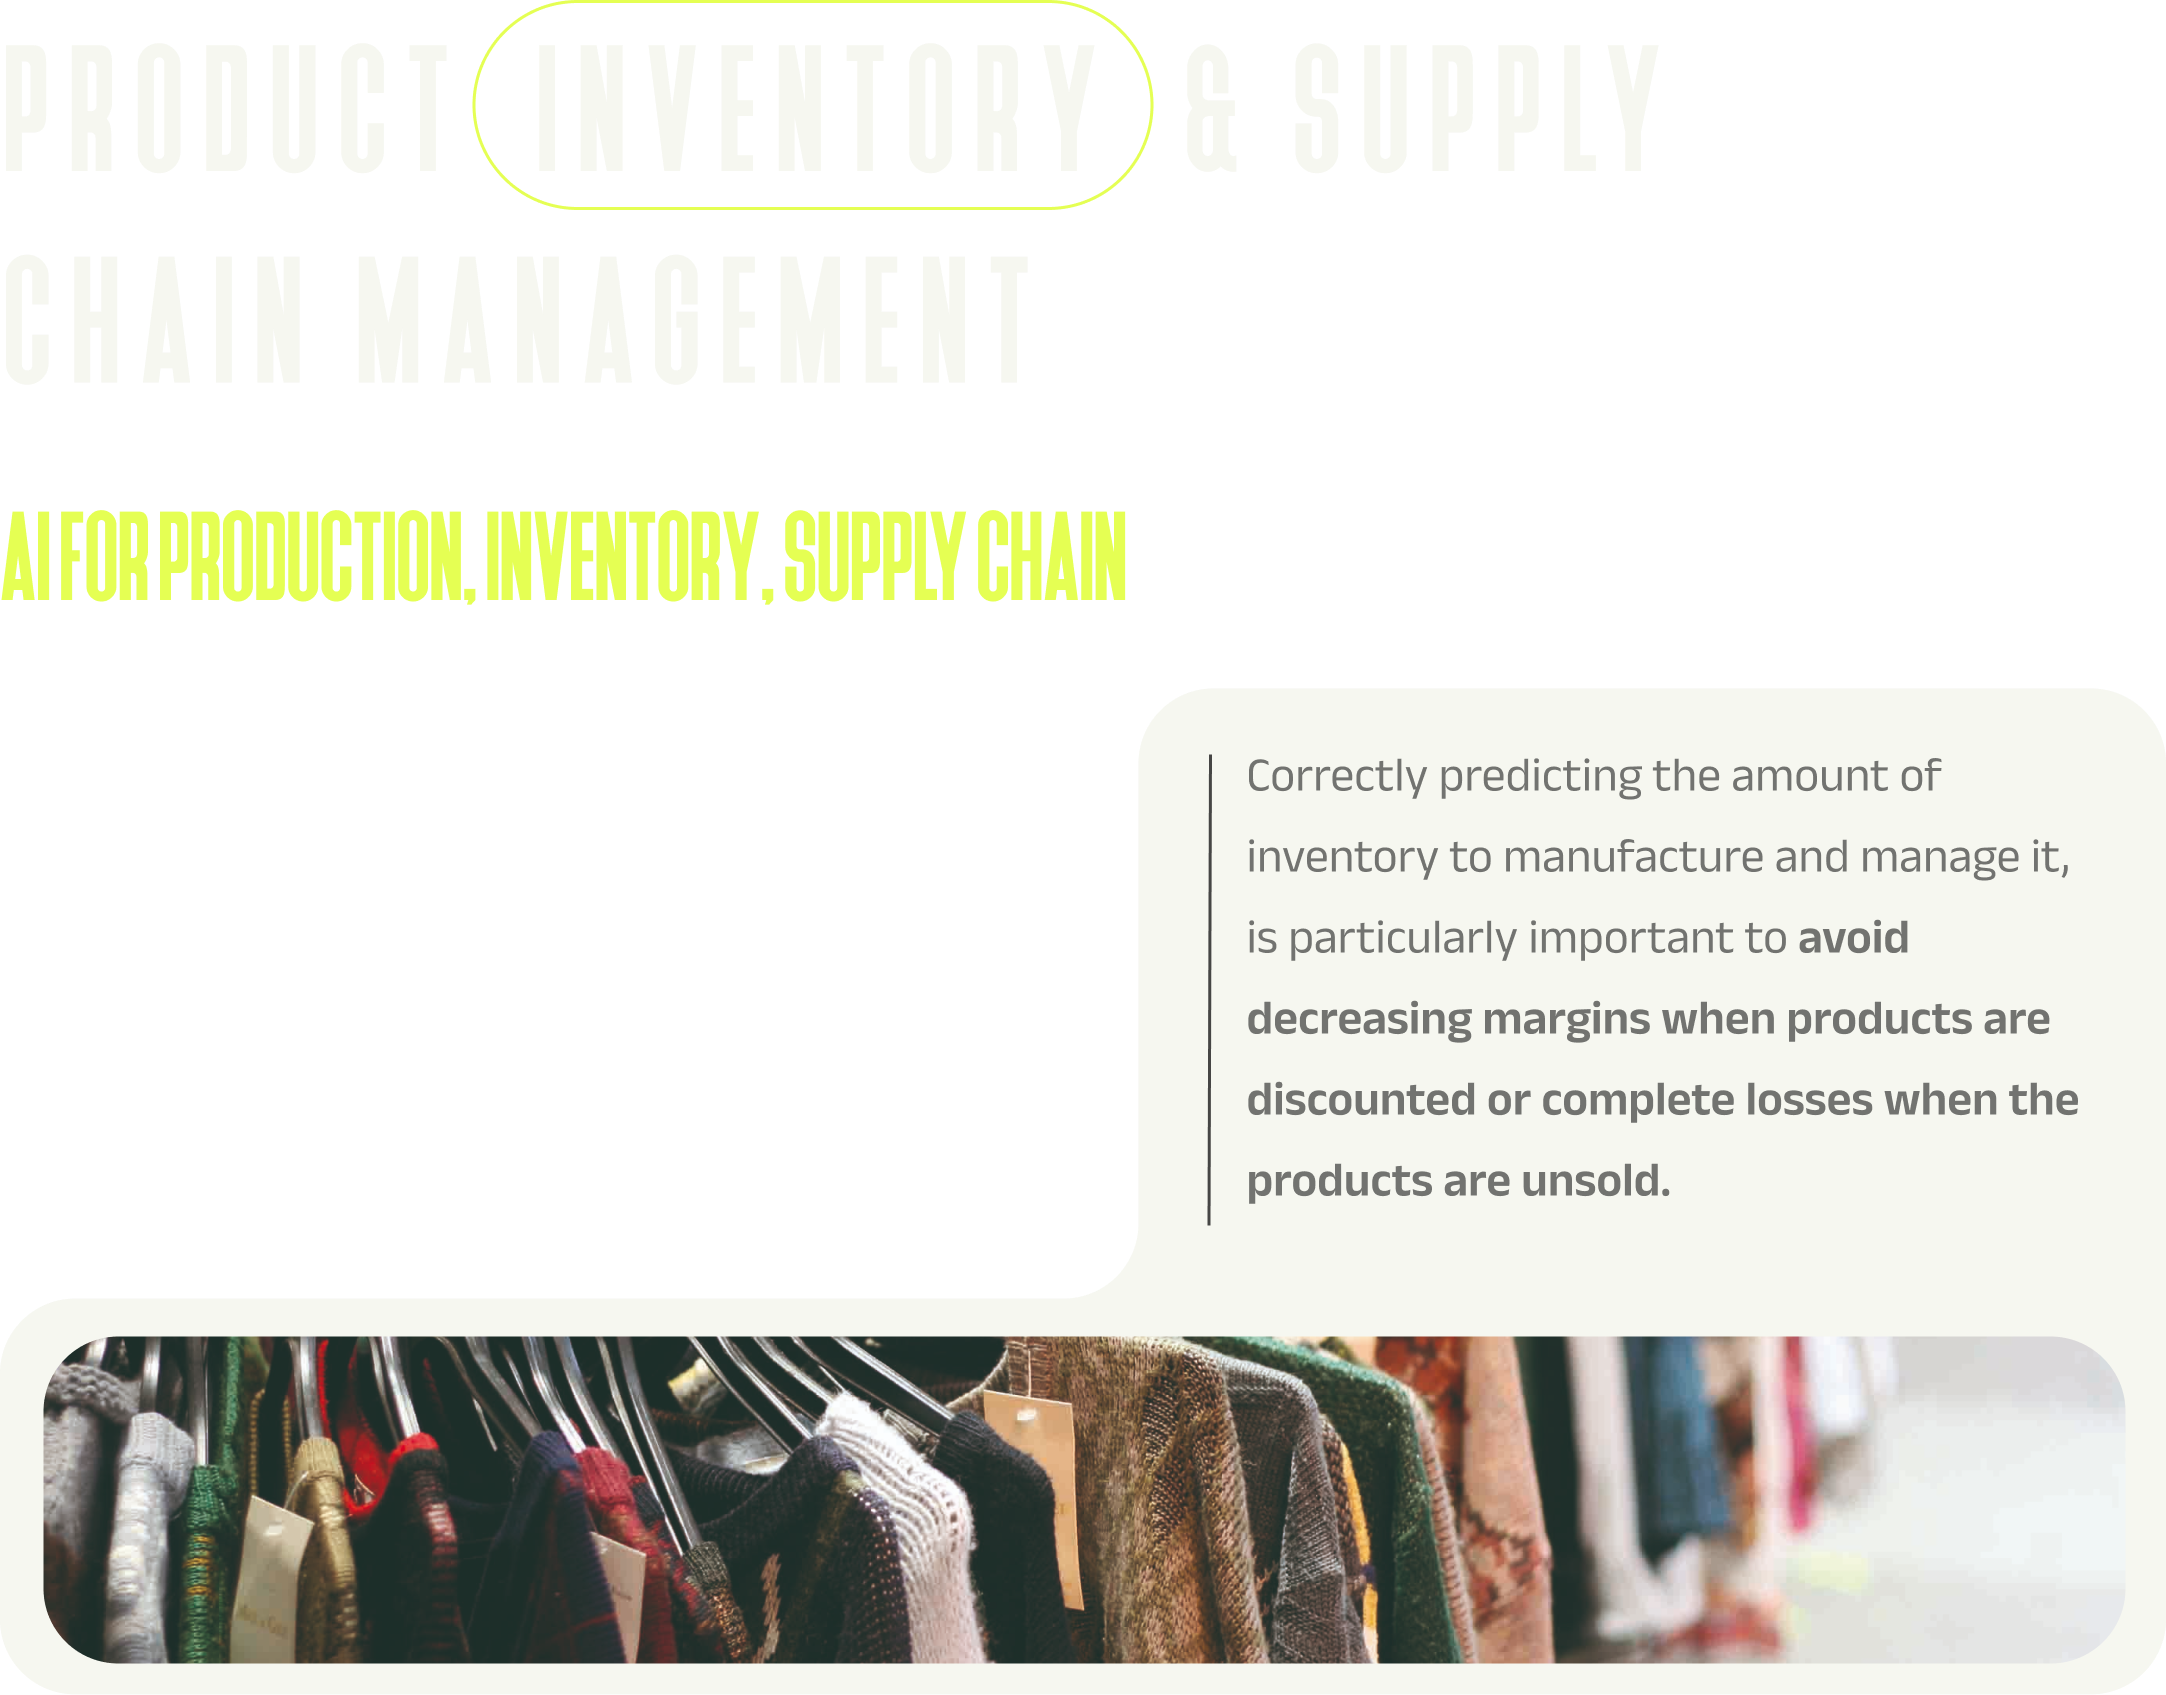 PRODUCT INVENTORY & SUPPLY
CHAIN MANAGEMENT
AI FOR PRODUCTION, INVENTORY, SUPPLY CHAIN
Correctly predicting the amount of
inventory to manufacture and manage it,
is particularly important to avoid
decreasing margins when products are
discounted or complete losses when the
products are unsold.